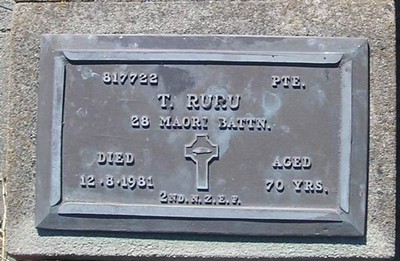 817722 PTE.
T. RURU
28 MAORI BATTN.
DIED AGED
12.8.1981 70 YRS.
2ND. N.Z.E.F.